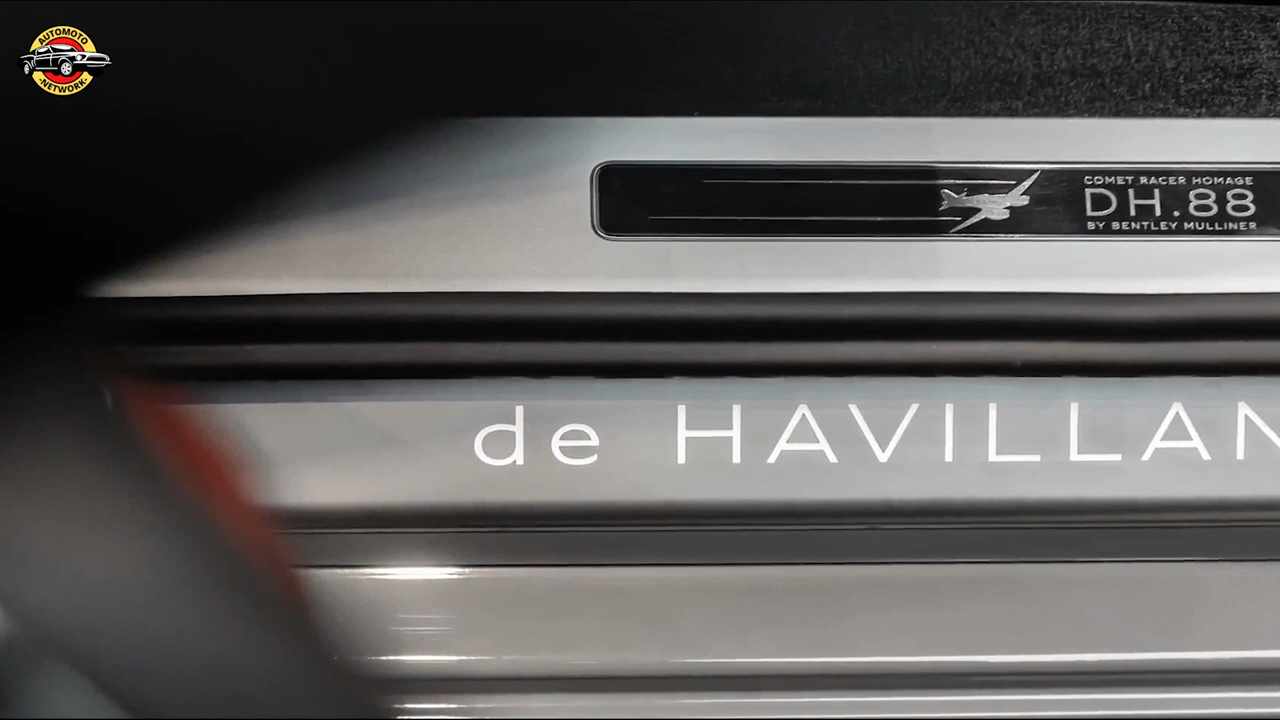 AUTOMOTO
NETWORK
COMET RACER HOMAGE
DH.88
BY BENTLEY MULLINER
de HAVILLAN